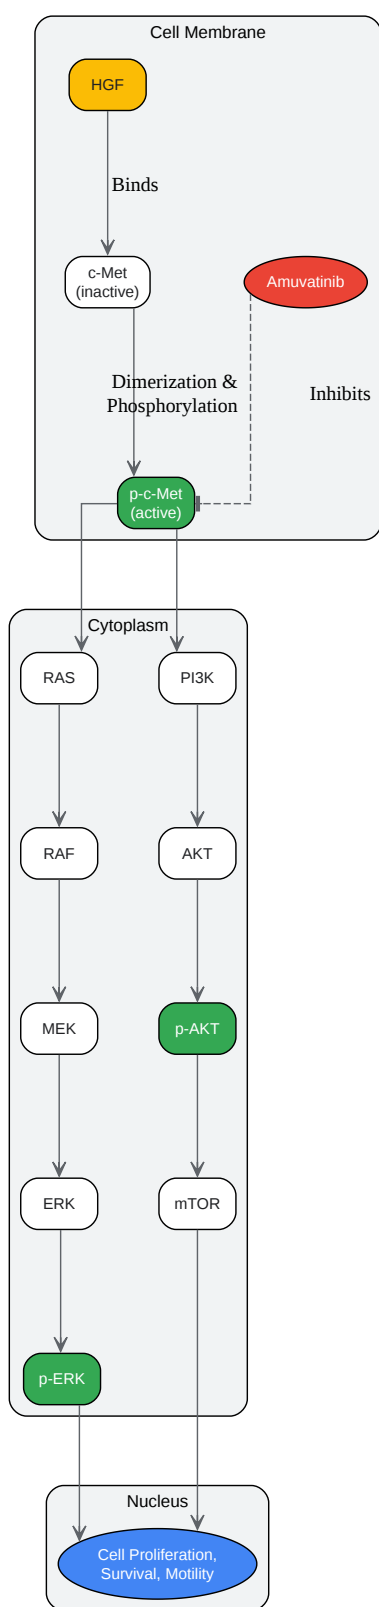 Cell Membrane
HGF
Binds
c-Met
(inactive)
Amuvatinib
Dimerization &
Phosphorylation
Inhibits
p-c-Met
(active)
Cytoplasm
RAS
PI3K
RAF
AKT
MEK
p-AKT
ERK
mTOR
p-ERK
Nucleus
Cell Proliferation,
Survival, Motility